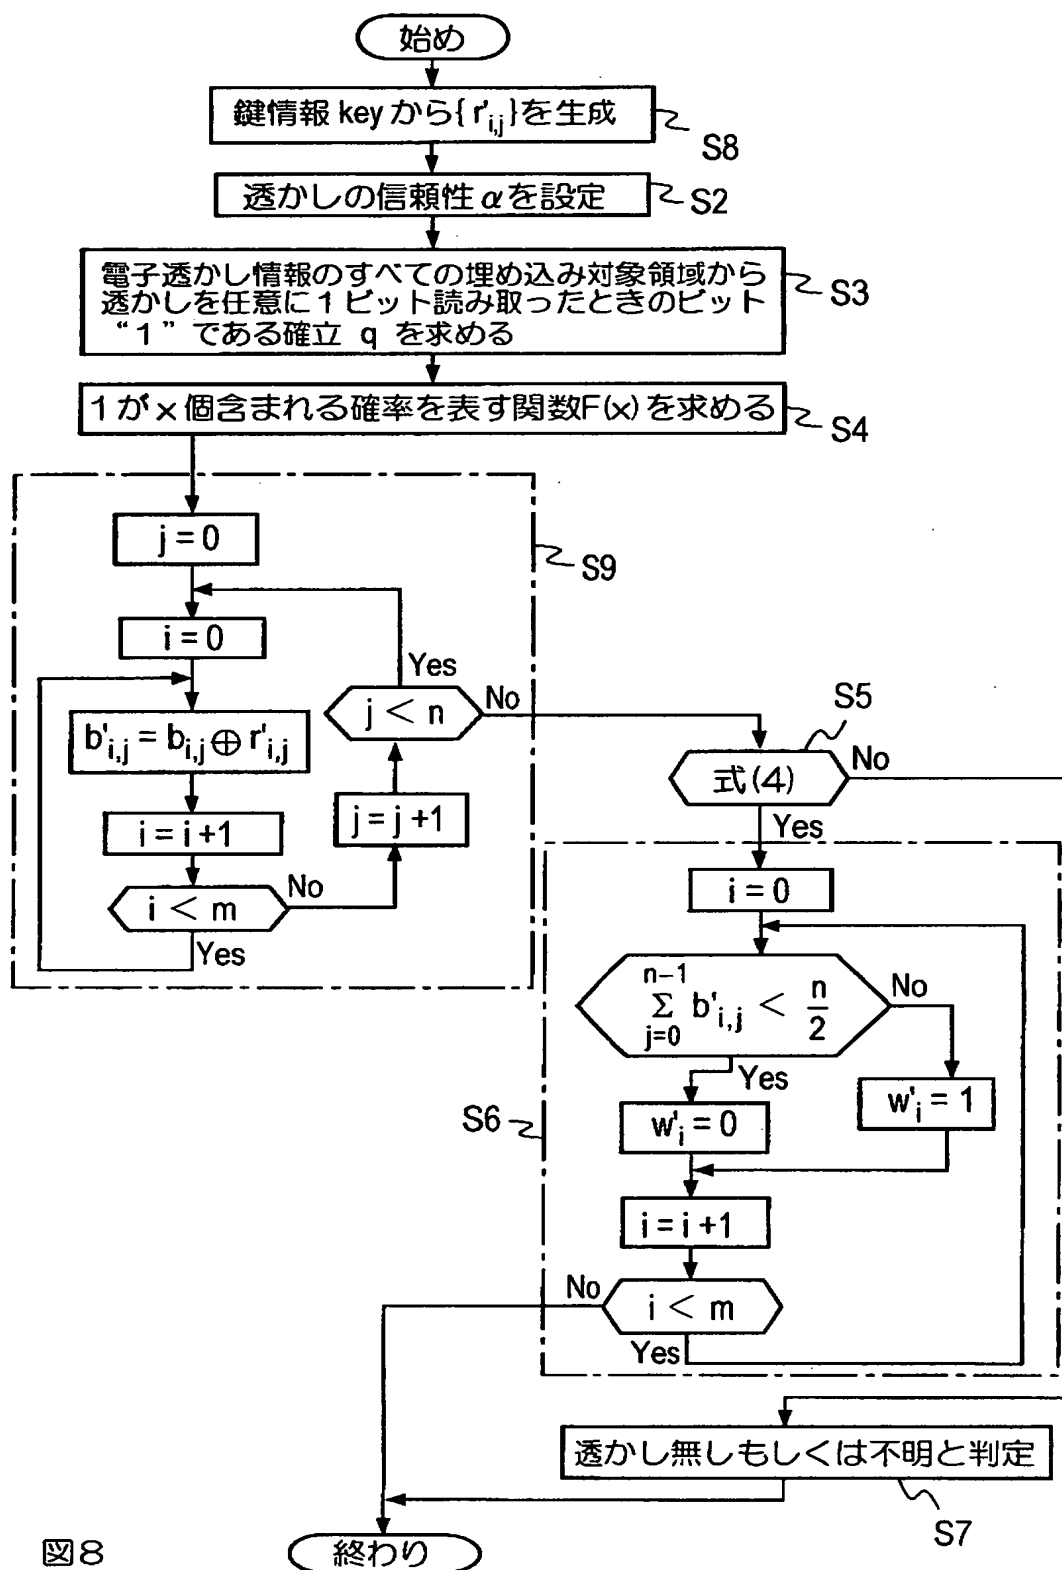 始め
鍵情報 key から{ r'i,j }を生成
S8
透かしの信頼性 α を設定
S2
電子透かし情報のすべての埋め込み対象領域から
透かしを任意に１ビット読み取ったときのビット
“１”である確立 q を求める
S3
１が x 個含まれる確率を表す関数F(x) を求める
S4
j = 0
S9
i = 0
Yes
j < n
No
b'i,j = bi,j ⊕ r'i,j
S5
式(4)
No
j = j +1
i = i +1
Yes
No
i < m
Yes
i = 0
n−1
Σ b'i,j < n/2
j=0
No
Yes
w'i = 1
S6
w'i = 0
i = i +1
No
i < m
Yes
透かし無しもしくは不明と判定
S7
図８
終わり